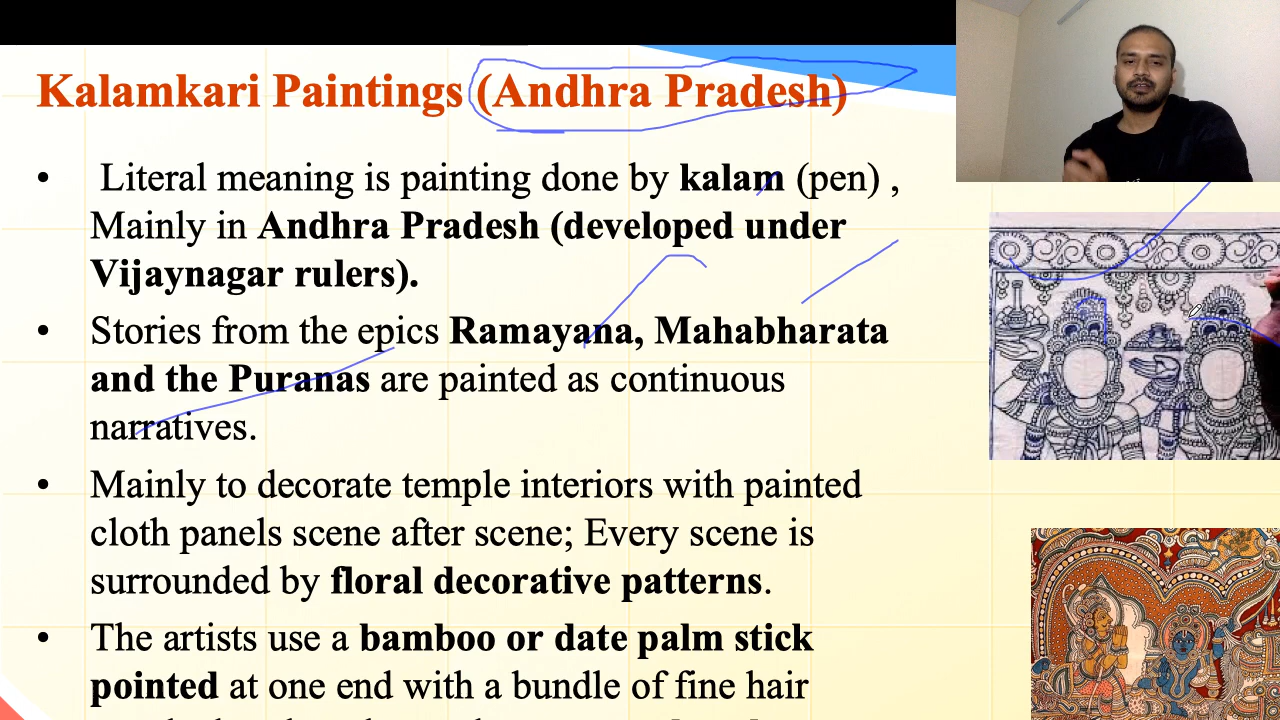 Kalamkari Paintings (Andhra Pradesh)
• Literal meaning is painting done by kalam (pen) ,
Mainly in Andhra Pradesh (developed under
Vijaynagar rulers).
• Stories from the epics Ramayana, Mahabharata
and the Puranas are painted as continuous
narratives.
• Mainly to decorate temple interiors with painted
cloth panels scene after scene; Every scene is
surrounded by floral decorative patterns.
• The artists use a bamboo or date palm stick
pointed at one end with a bundle of fine hair